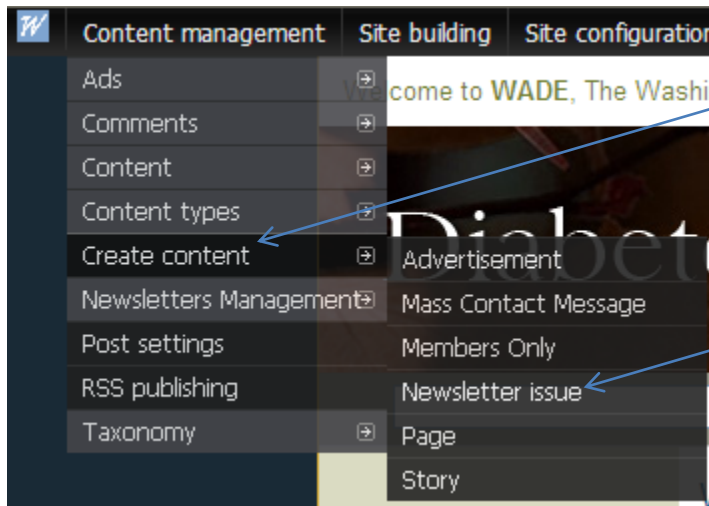 W Content management Site building Site configuration
Ads
come to WADE, The Washi
Comments
Content
Content types
Diabet
Create content
Advertisement
Newsletters Management
Mass Contact Message
Post settings
Members Only
RSS publishing
Newsletter issue
Taxonomy
Page
Story